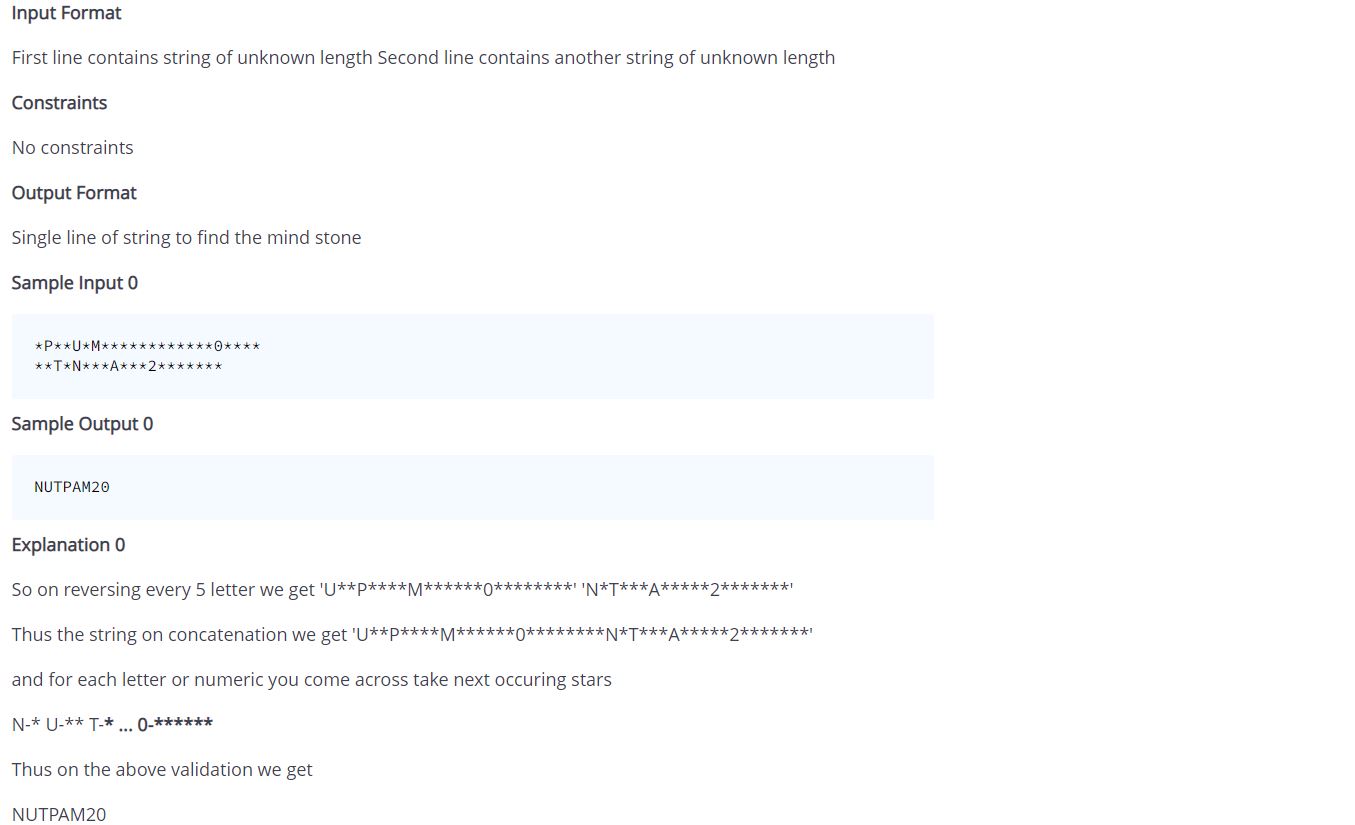 Input Format
First line contains string of unknown length Second line contains another string of unknown length
Constraints
No constraints
Output Format
Single line of string to find the mind stone
Sample Input 0
*P**U*M************0****
**T*N***A***2*******
Sample Output 0
NUTPAM20
Explanation 0
So on reversing every 5 letter we get 'U**P****M******0********' 'N*T***A*****2*******'
Thus the string on concatenation we get 'U**P****M******0********N*T***A*****2*******'
and for each letter or numeric you come across take next occuring stars
N-* U-** T-* ... 0-******
Thus on the above validation we get
NUTPAM20